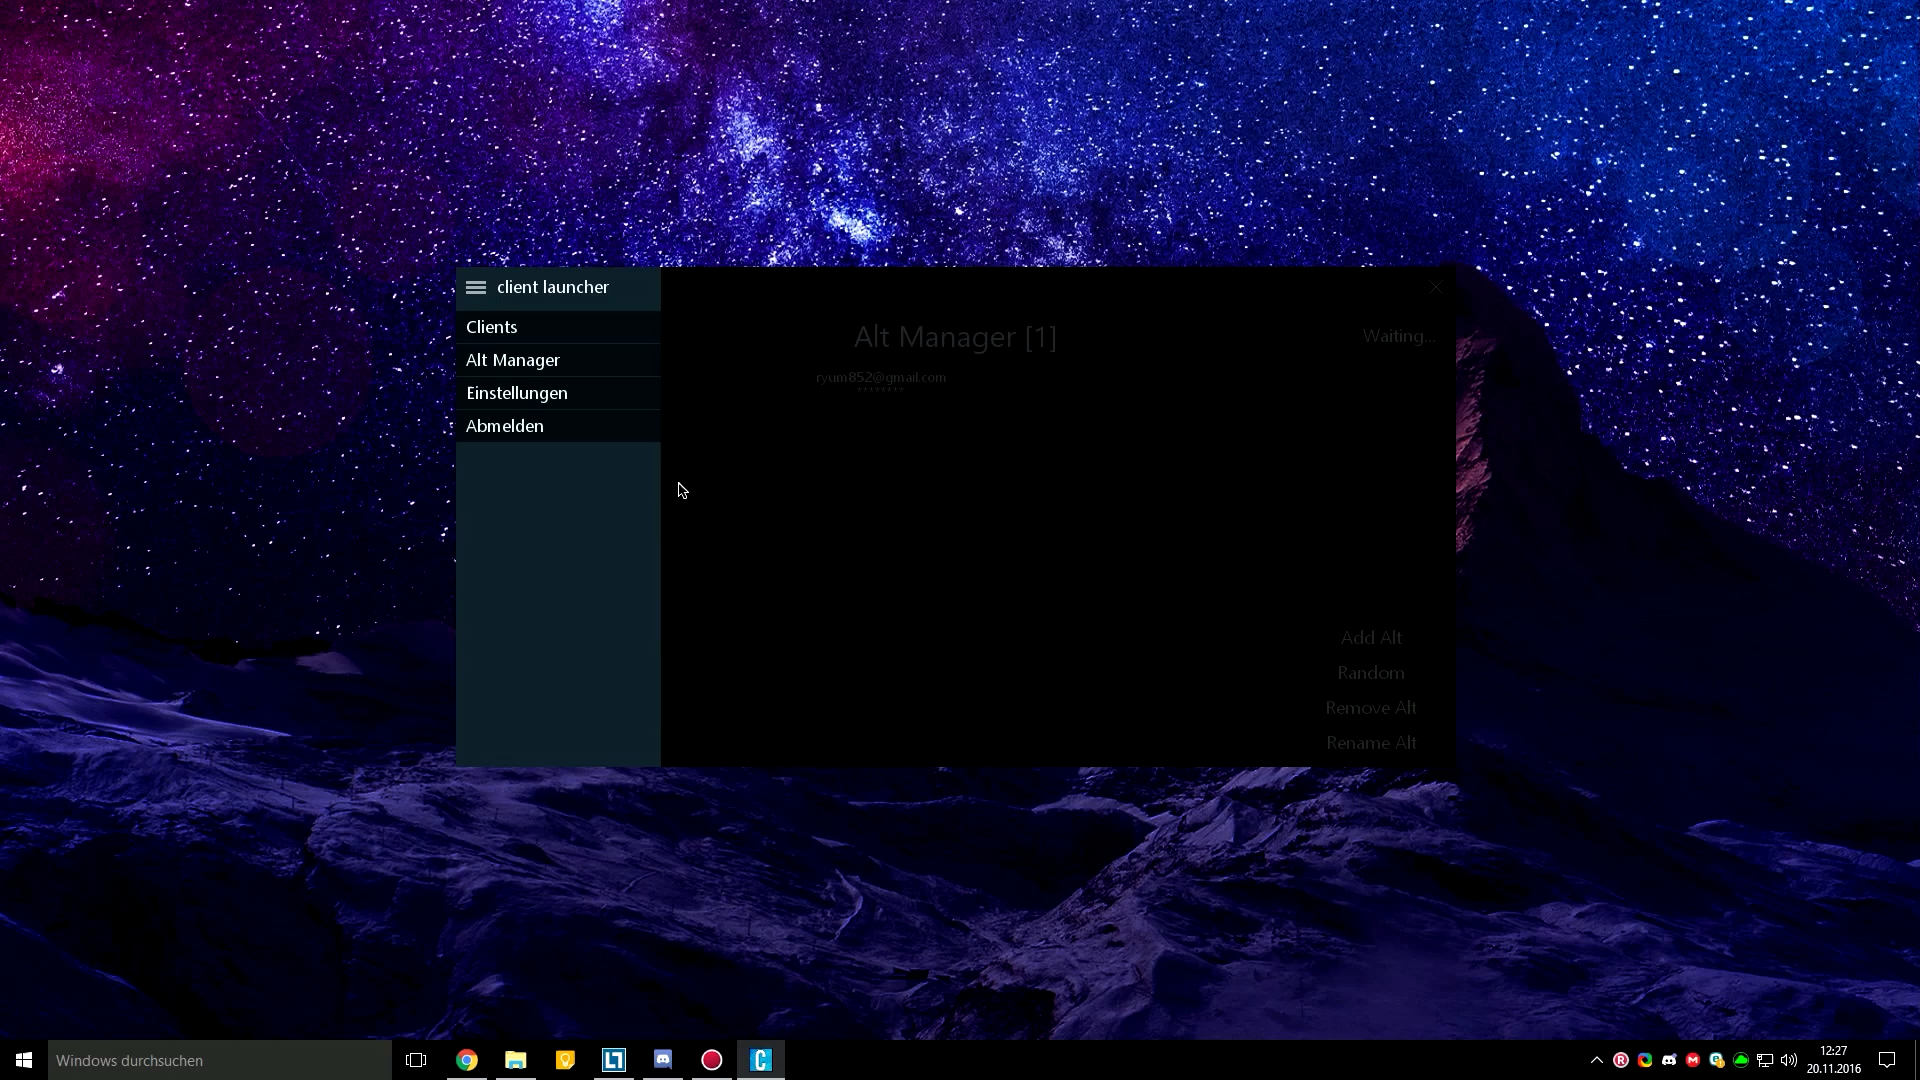 client launcher
Clients
Alt Manager
Einstellungen
Abmelden
Alt Manager [1]
Waiting...
ryum852@gmail.com
********
Add Alt
Random
Remove Alt
Rename Alt
Windows durchsuchen
12:27
20.11.2016